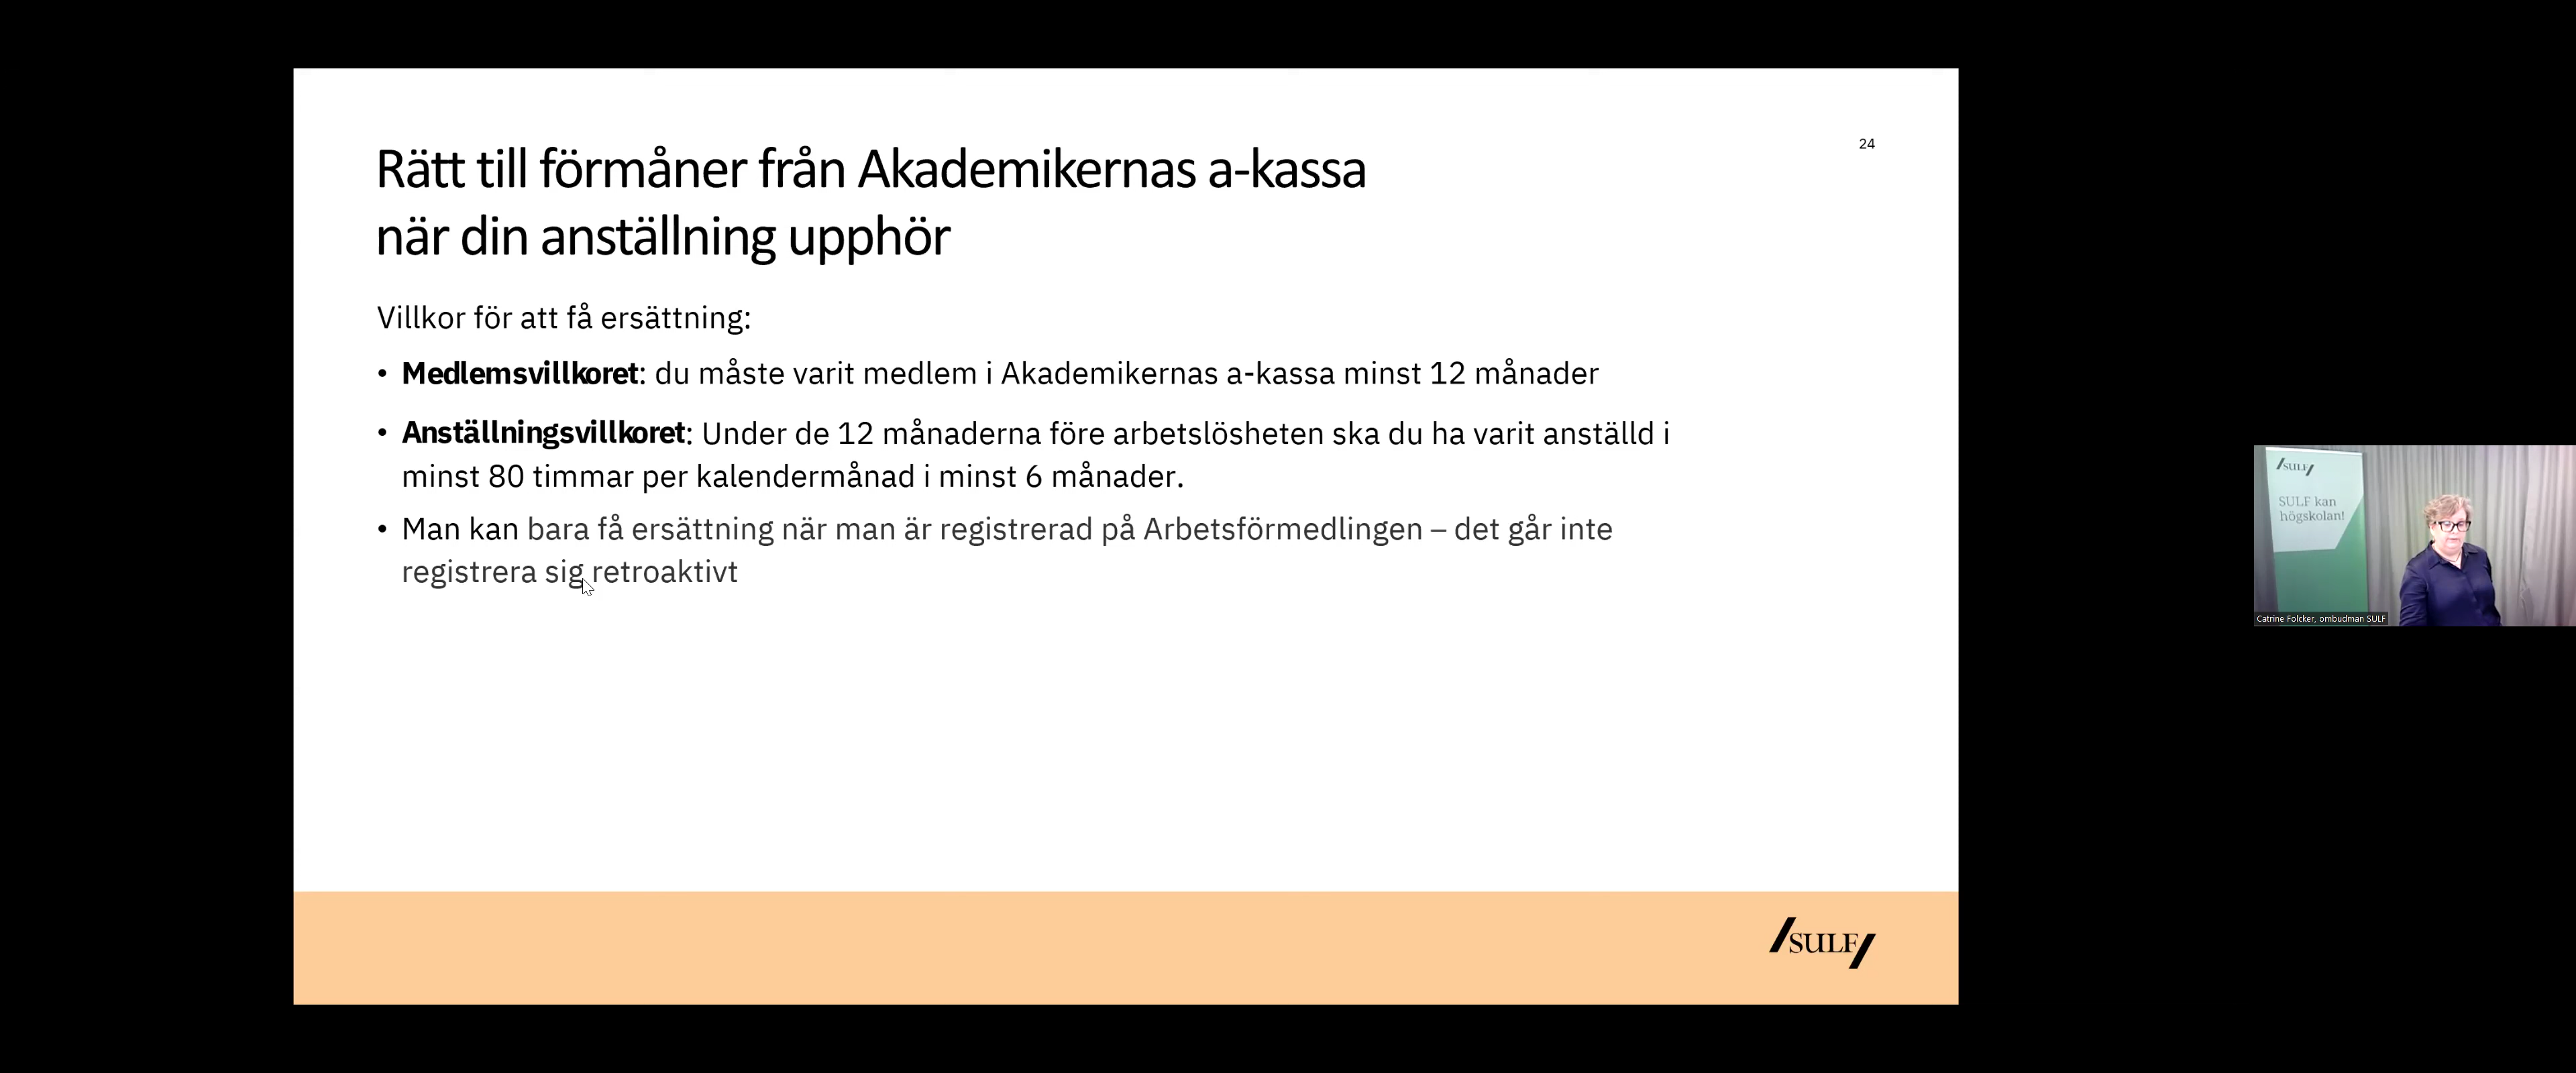 24
Rätt till förmåner från Akademikernas a-kassa
när din anställning upphör
Villkor för att få ersättning:
• Medlemsvillkoret: du måste varit medlem i Akademikernas a-kassa minst 12 månader
• Anställningsvillkoret: Under de 12 månaderna före arbetslösheten ska du ha varit anställd i
minst 80 timmar per kalendermånad i minst 6 månader.
• Man kan bara få ersättning när man är registrerad på Arbetsförmedlingen – det går inte
registrera sig retroaktivt
/SULF/
/SULF/
SULF kan
högskolan!
Catrine Folcker, ombudman SULF